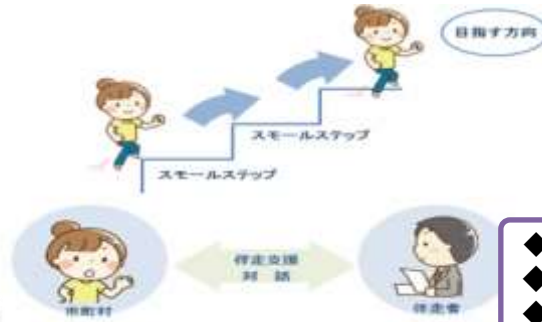 目指す方向
スモールステップ
スモールステップ
伴走支援
対話
市町村
伴走者
◆
◆
◆